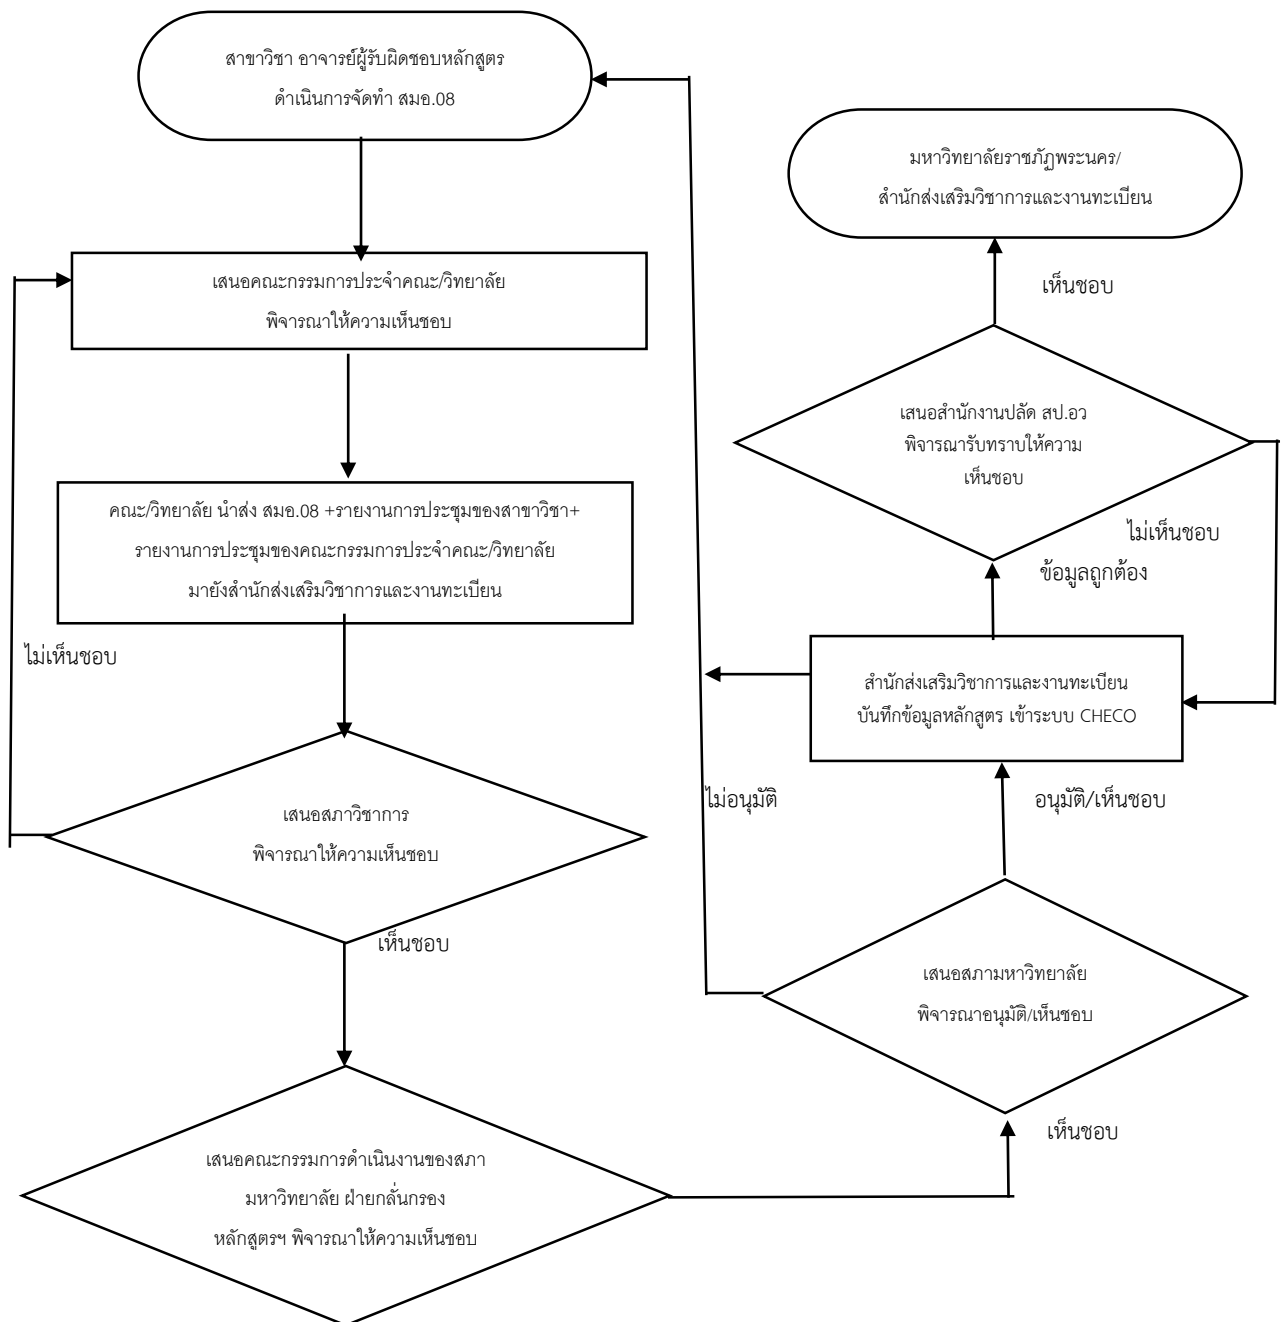 สาขาวิชา อาจารย์ผู้รับผิดชอบหลักสูตร
ดำเนินการจัดทำ สมอ.08
เสนอคณะกรรมการประจำคณะ/วิทยาลัย
พิจารณาให้ความเห็นชอบ
คณะ/วิทยาลัย นำส่ง สมอ.08 +รายงานการประชุมของสาขาวิชา+
รายงานการประชุมของคณะกรรมการประจำคณะ/วิทยาลัย
มายังสำนักส่งเสริมวิชาการและงานทะเบียน
ไม่เห็นชอบ
เสนอสภาวิชาการ
พิจารณาให้ความเห็นชอบ
เห็นชอบ
เสนอคณะกรรมการดำเนินงานของสภา
มหาวิทยาลัย ฝ่ายกลั่นกรอง
หลักสูตรฯ พิจารณาให้ความเห็นชอบ
เห็นชอบ
เสนอสภามหาวิทยาลัย
พิจารณาอนุมัติ/เห็นชอบ
ไม่อนุมัติ
อนุมัติ/เห็นชอบ
สำนักส่งเสริมวิชาการและงานทะเบียน
บันทึกข้อมูลหลักสูตร เข้าระบบ CHECO
ข้อมูลถูกต้อง
ไม่เห็นชอบ
เสนอสำนักงานปลัด สป.อว
พิจารณารับทราบให้ความ
เห็นชอบ
เห็นชอบ
มหาวิทยาลัยราชภัฏพระนคร/
สำนักส่งเสริมวิชาการและงานทะเบียน